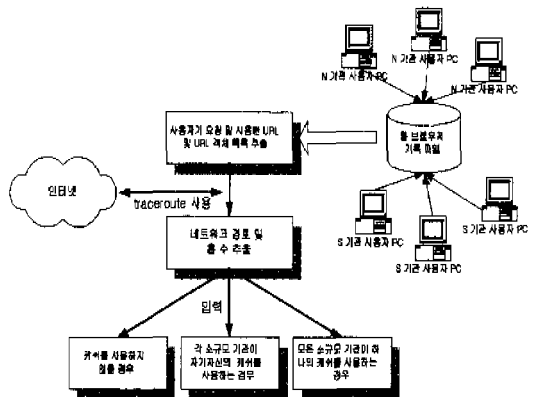 N 기관 사용자 PC
N 기관 사용자 PC
N 기관 사용자 PC
웹 브라우저
기록 파일
사용자가 요청 및 사용한 URL
및 URL 객체 목록 추출
인터넷
traceroute 사용
네트워크 경로 및
홉 수 추출
S 기관 사용자 PC
S 기관 사용자 PC
S 기관 사용자 PC
입력
캐쉬를 사용하지
않을 경우
각 소규모 기관이
자기자신의 캐쉬를
사용하는 경우
모든 소규모 기관이 하
나의 캐쉬를 사용하는
경우